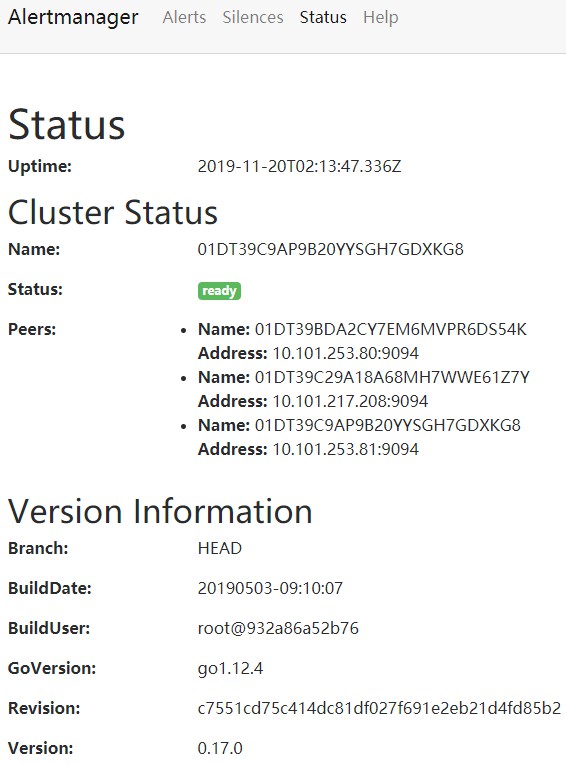 Alertmanager Alerts Silences Status Help
Status
Uptime: 2019-11-20T02:13:47.336Z
Cluster Status
Name: 01DT39C9AP9B20YYSGH7GDXKG8
Status: ready
Peers: • Name: 01DT39BDA2CY7EM6MVPR6DS54K
Address: 10.101.253.80:9094
• Name: 01DT39C29A18A68MH7WWE61Z7Y
Address: 10.101.217.208:9094
• Name: 01DT39C9AP9B20YYSGH7GDXKG8
Address: 10.101.253.81:9094
Version Information
Branch: HEAD
BuildDate: 20190503-09:10:07
BuildUser: root@932a86a52b76
GoVersion: go1.12.4
Revision: c7551cd75c414dc81df027f691e2eb21d4fd85b2
Version: 0.17.0